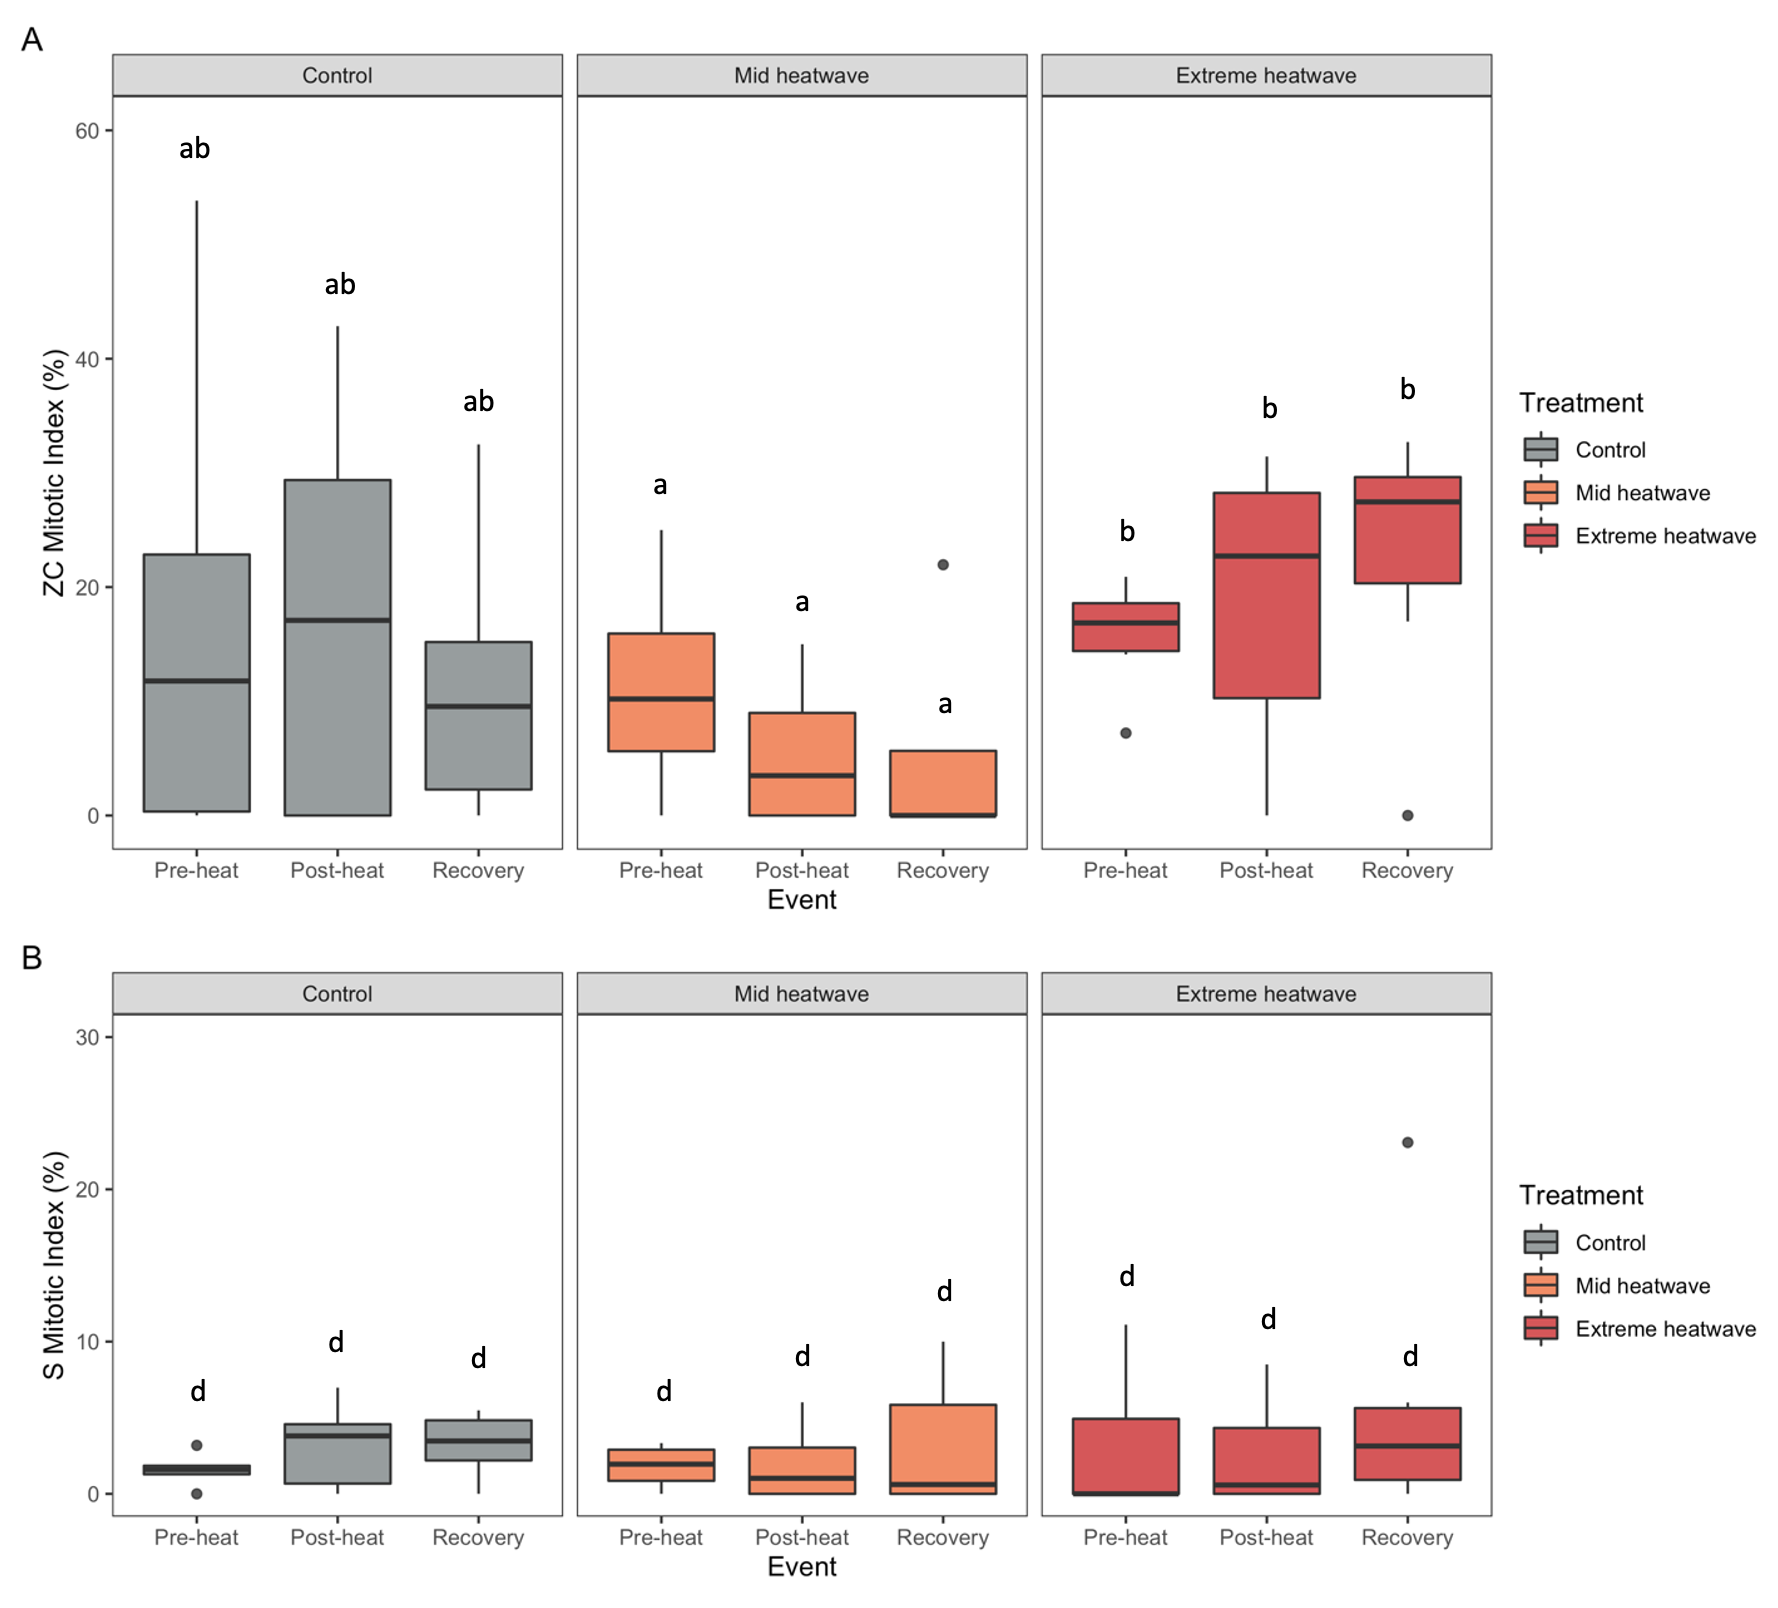 A
Control
Mid heatwave
Extreme heatwave
ZC Mitotic Index (%)
60
40
20
0
ab
ab
ab
a
a
a
b
b
b
Pre-heat
Post-heat
Recovery
Pre-heat
Post-heat
Recovery
Pre-heat
Post-heat
Recovery
Event
Treatment
Control
Mid heatwave
Extreme heatwave
B
Control
Mid heatwave
Extreme heatwave
S Mitotic Index (%)
30
20
10
0
d
d
d
d
d
d
d
d
d
Pre-heat
Post-heat
Recovery
Pre-heat
Post-heat
Recovery
Pre-heat
Post-heat
Recovery
Event
Treatment
Control
Mid heatwave
Extreme heatwave